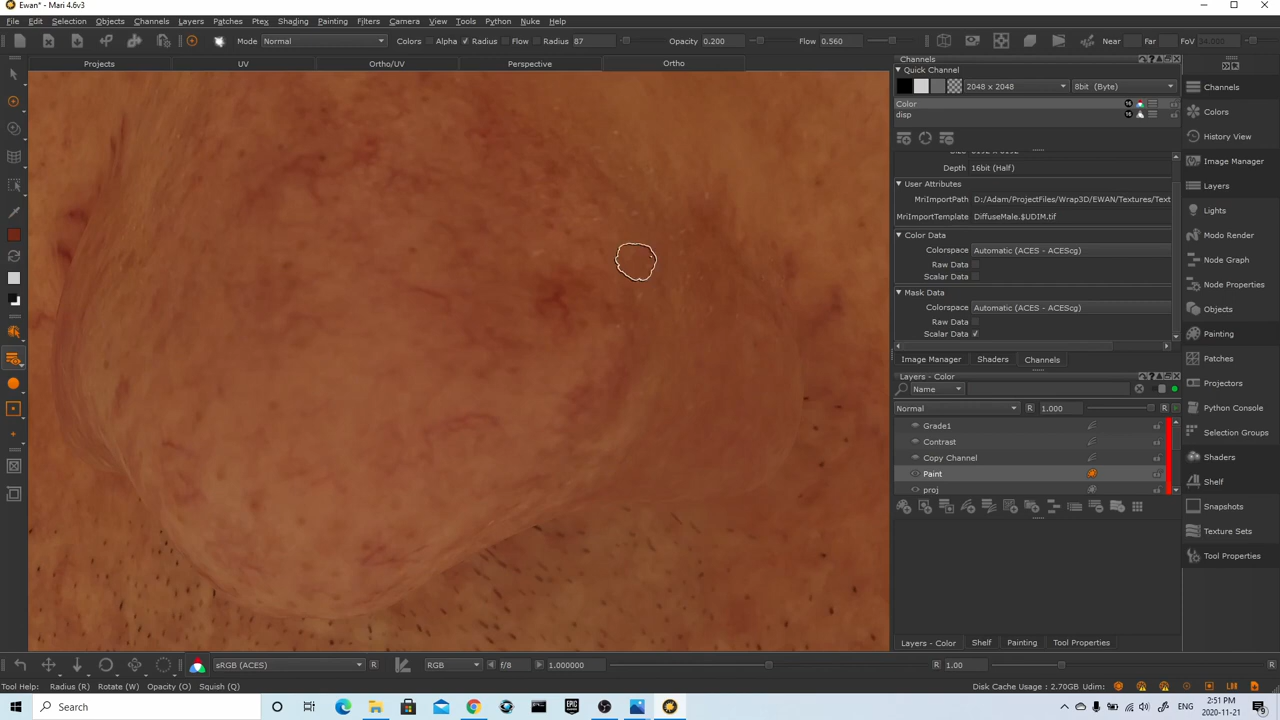 Ewan* - Mari 4.6v3
File Edit Selection Objects Channels Layers Patches Ptex Shading Painting Filters Camera View Tools Python Nuke Help
Mode Normal Colors Alpha Radius Flow Radius 87 Opacity 0.200 Flow 0.560 Near Far FoV 34.000
Projects UV Ortho/UV Perspective Ortho
Channels
Quick Channel
2048 x 2048 8bit (Byte)
Color
disp
Depth 16bit (Half)
User Attributes
MriImportPath D:/Adam/ProjectFiles/Wrap3D/EWAN/Textures/Text
MriImportTemplate DiffuseMale.$UDIM.tif
Color Data
Colorspace Automatic (ACES - ACEScg)
Raw Data
Scalar Data
Mask Data
Colorspace Automatic (ACES - ACEScg)
Raw Data
Scalar Data
Image Manager Shaders Channels
Layers - Color
Name
Normal R 1.000 R
Grade1
Contrast
Copy Channel
Paint
proj
Layers - Color Shelf Painting Tool Properties
Channels
Colors
History View
Image Manager
Layers
Lights
Modo Render
Node Graph
Node Properties
Objects
Painting
Patches
Projectors
Python Console
Selection Groups
Shaders
Shelf
Snapshots
Texture Sets
Tool Properties
sRGB (ACES) R RGB f/8 1.000000 R 1.00 R
Tool Help: Radius (R) Rotate (W) Opacity (O) Squish (Q) Disk Cache Usage : 2.70GB Udim:
Search
ENG 2:51 PM
2020-11-21
9